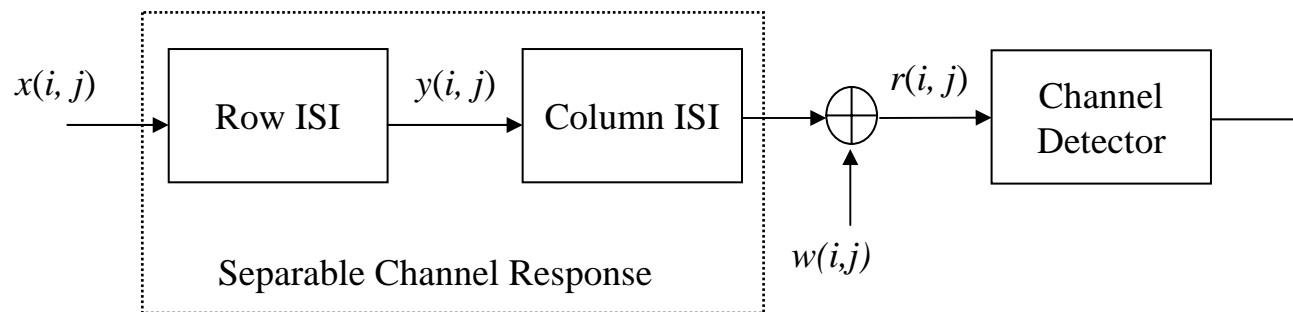 x(i, j)
Row ISI
y(i, j)
Column ISI
r(i, j)
Channel
Detector
w(i,j)
Separable Channel Response